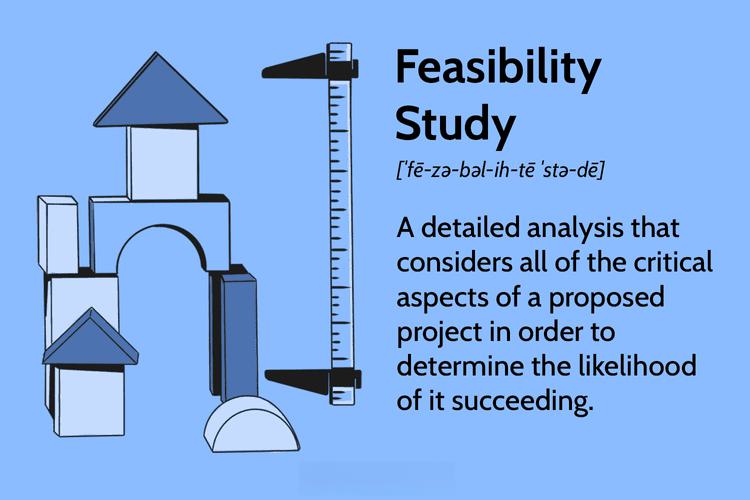 Feasibility
Study
[ˈfē-zə-bəl-ih-tē ˈstə-dē]
A detailed analysis that
considers all of the critical
aspects of a proposed
project in order to
determine the likelihood
of it succeeding.